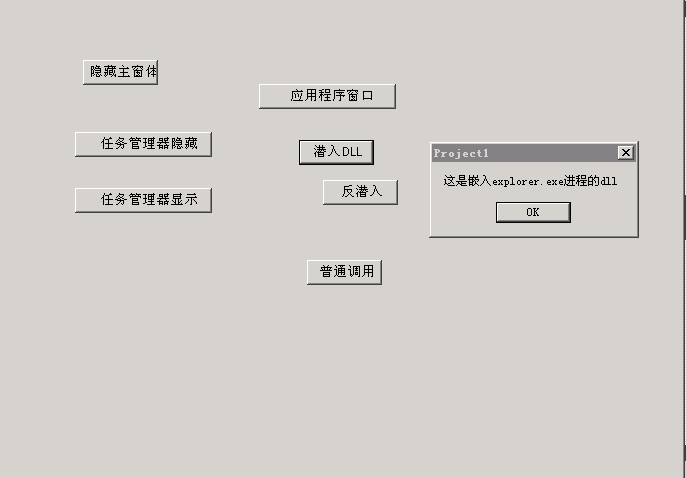 隐藏主窗体
应用程序窗口
任务管理器隐藏
潜入DLL
Project1
这是嵌入explorer.exe进程的dll
反潜入
任务管理器显示
OK
普通调用